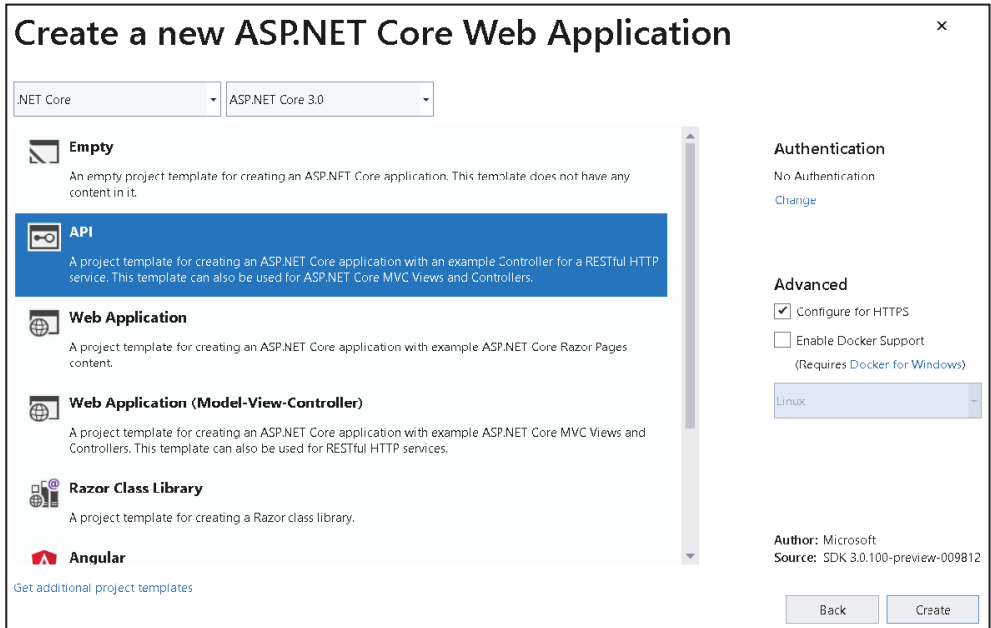 Create a new ASP.NET Core Web Application
×
.NET Core
ASP.NET Core 3.0
Empty
An empty project template for creating an ASP.NET Core application. This template does not have any
content in it.
API
A project template for creating an ASP.NET Core application with an example Controller for a RESTful HTTP
service. This template can also be used for ASP.NET Core MVC Views and Controllers.
Web Application
A project template for creating an ASP.NET Core application with example ASP.NET Core Razor Pages
content.
Web Application (Model-View-Controller)
A project template for creating an ASP.NET Core application with example ASP.NET Core MVC Views and
Controllers. This template can also be used for RESTful HTTP services.
Razor Class Library
A project template for creating a Razor class library.
Angular
Get additional project templates
Authentication
No Authentication
Change
Advanced
Configure for HTTPS
Enable Docker Support
(Requires Docker for Windows)
Linux
Author: Microsoft
Source: SDK 3.0.100-preview-009812
Back
Create